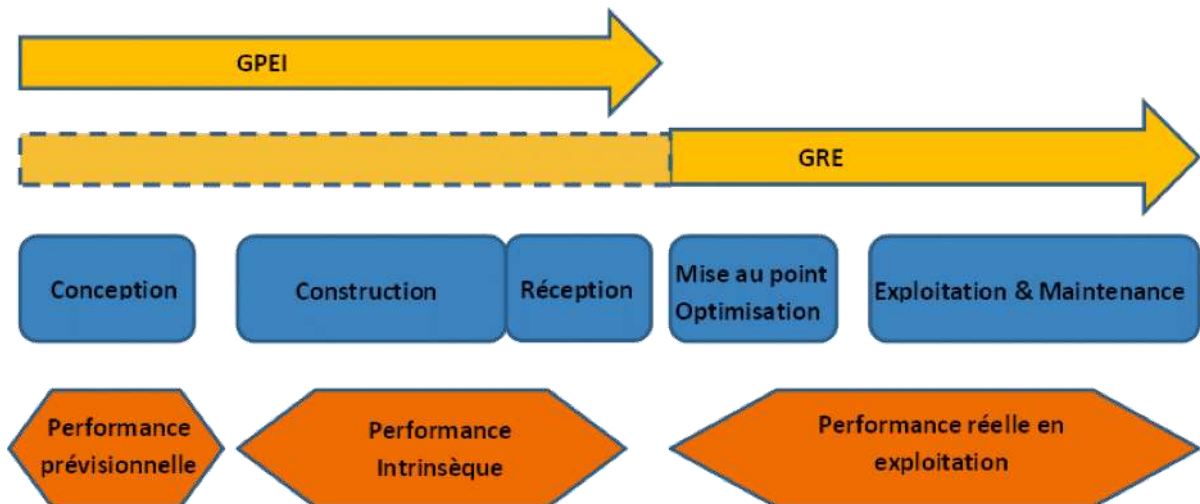 GPEI
GRE
Conception
Construction
Réception
Mise au point
Optimisation
Exploitation & Maintenance
Performance
prévisionnelle
Performance
Intrinsèque
Performance réelle en
exploitation